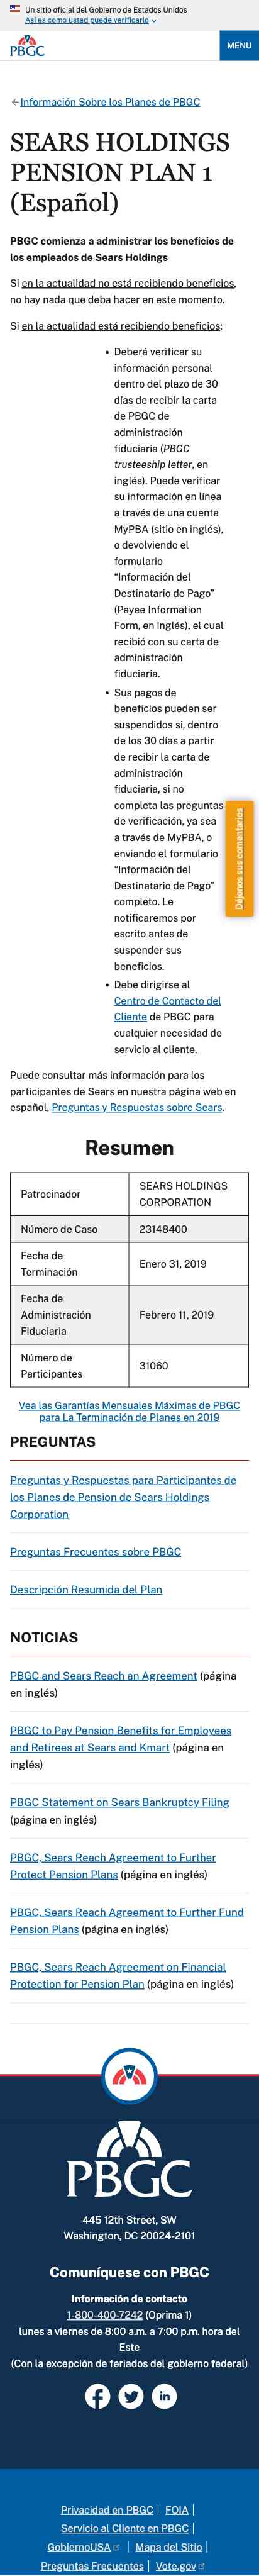 Un sitio oficial del Gobierno de Estados Unidos
Así es como usted puede verificarlo
PBGC
MENU
Información Sobre los Planes de PBGC
SEARS HOLDINGS
PENSION PLAN 1
(Español)
PBGC comienza a administrar los beneficios de
los empleados de Sears Holdings
Si en la actualidad no está recibiendo beneficios,
no hay nada que deba hacer en este momento.
Si en la actualidad está recibiendo beneficios:
• Deberá verificar su
información personal
dentro del plazo de 30
días de recibir la carta
de PBGC de
administración
fiduciaria (PBGC
trusteeship letter, en
inglés). Puede verificar
su información en línea
a través de una cuenta
MyPBA (sitio en inglés),
o devolviendo el
formulario
“Información del
Destinatario de Pago”
(Payee Information
Form, en inglés), el cual
recibió con su carta de
administración
fiduciaria.
• Sus pagos de
beneficios pueden ser
suspendidos si, dentro
de los 30 días a partir
de recibir la carta de
administración
fiduciaria, si no
completa las preguntas
de verificación, ya sea
a través de MyPBA, o
enviando el formulario
“Información del
Destinatario de Pago”
completo. Le
notificaremos por
escrito antes de
suspender sus
beneficios.
• Debe dirigirse al
Centro de Contacto del
Cliente de PBGC para
cualquier necesidad de
servicio al cliente.
Déjenos sus comentarios
Puede consultar más información para los
participantes de Sears en nuestra página web en
español, Preguntas y Respuestas sobre Sears.
Resumen
Patrocinador
SEARS HOLDINGS
CORPORATION
Número de Caso
23148400
Fecha de
Terminación
Enero 31, 2019
Fecha de
Administración
Fiduciaria
Febrero 11, 2019
Número de
Participantes
31060
Vea las Garantías Mensuales Máximas de PBGC
para La Terminación de Planes en 2019
PREGUNTAS
Preguntas y Respuestas para Participantes de
los Planes de Pension de Sears Holdings
Corporation
Preguntas Frecuentes sobre PBGC
Descripción Resumida del Plan
NOTICIAS
PBGC and Sears Reach an Agreement (página
en inglés)
PBGC to Pay Pension Benefits for Employees
and Retirees at Sears and Kmart (página en
inglés)
PBGC Statement on Sears Bankruptcy Filing
(página en inglés)
PBGC, Sears Reach Agreement to Further
Protect Pension Plans (página en inglés)
PBGC, Sears Reach Agreement to Further Fund
Pension Plans (página en inglés)
PBGC, Sears Reach Agreement on Financial
Protection for Pension Plan (página en inglés)
PBGC
445 12th Street, SW
Washington, DC 20024-2101
Comuníquese con PBGC
Información de contacto
1-800-400-7242 (Oprima 1)
lunes a viernes de 8:00 a.m. a 7:00 p.m. hora del
Este
(Con la excepción de feriados del gobierno federal)
Privacidad en PBGC | FOIA |
Servicio al Cliente en PBGC |
GobiernoUSA | Mapa del Sitio |
Preguntas Frecuentes | Vote.gov